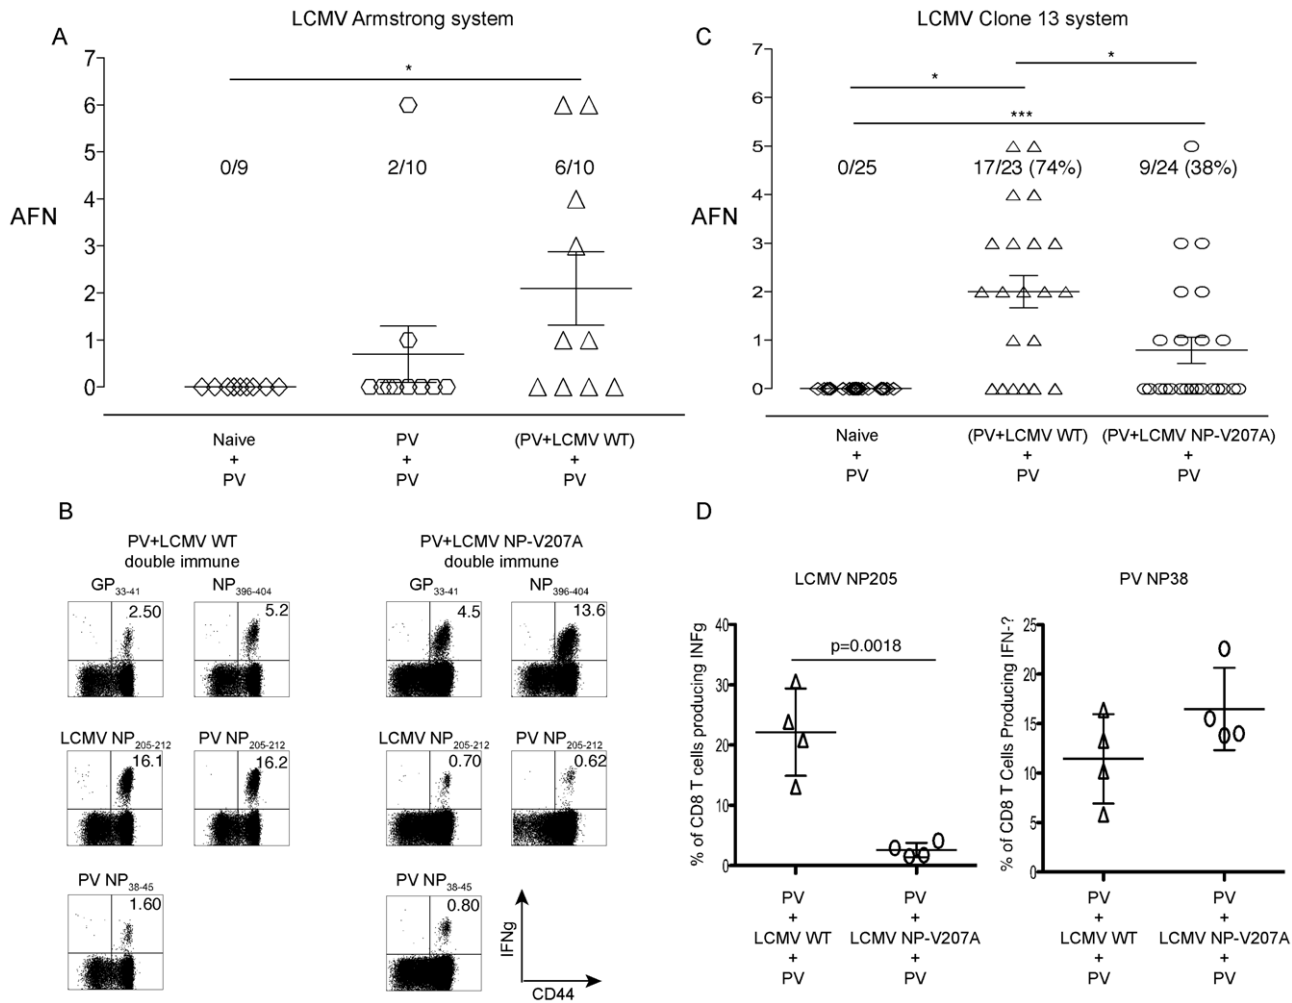 LCMV Armstrong system
A
7
6
5
4
3
2
1
0
AFN
*
0/9
2/10
6/10
Naive
+
PV
PV
+
PV
(PV+LCMV WT)
+
PV
LCMV Clone 13 system
C
7
6
5
4
3
2
1
0
AFN
*
*
***
0/25
17/23 (74%)
9/24 (38%)
Naive
+
PV
(PV+LCMV WT)
+
PV
(PV+LCMV NP-V207A)
+
PV
B
PV+LCMV WT
double immune
GP33-41
2.50
NP396-404
5.2
LCMV NP205-212
16.1
PV NP205-212
16.2
PV NP38-45
1.60
PV+LCMV NP-V207A
double immune
GP33-41
4.5
NP396-404
13.6
LCMV NP205-212
0.70
PV NP205-212
0.62
PV NP38-45
0.80
IFNg
CD44
D
LCMV NP205
% of CD8 T cells producing INFg
40
30
20
10
0
p=0.0018
PV
+
LCMV WT
+
PV
PV
+
LCMV NP-V207A
+
PV
PV NP38
% of CD8 T Cells Producing IFN-?
25
20
15
10
5
0
PV
+
LCMV WT
+
PV
PV
+
LCMV NP-V207A
+
PV